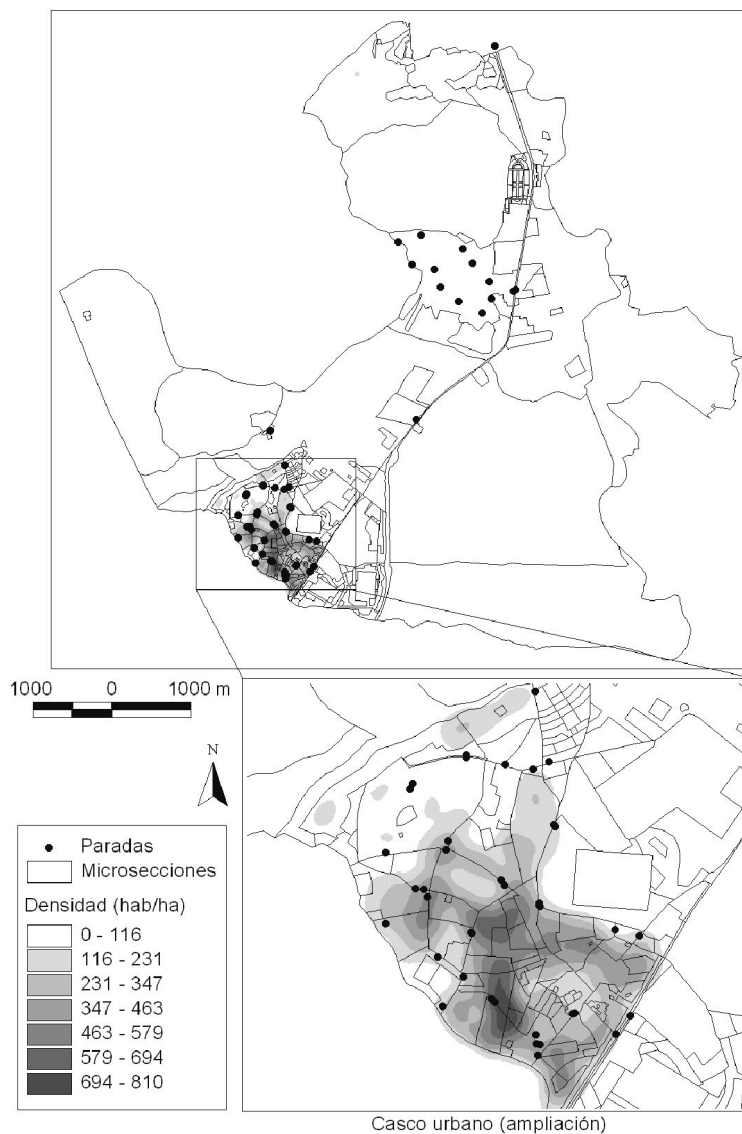 1000 0 1000 m
N
Paradas
Microsecciones
Densidad (hab/ha)
0 - 116
116 - 231
231 - 347
347 - 463
463 - 579
579 - 694
694 - 810
Casco urbano (ampliación)